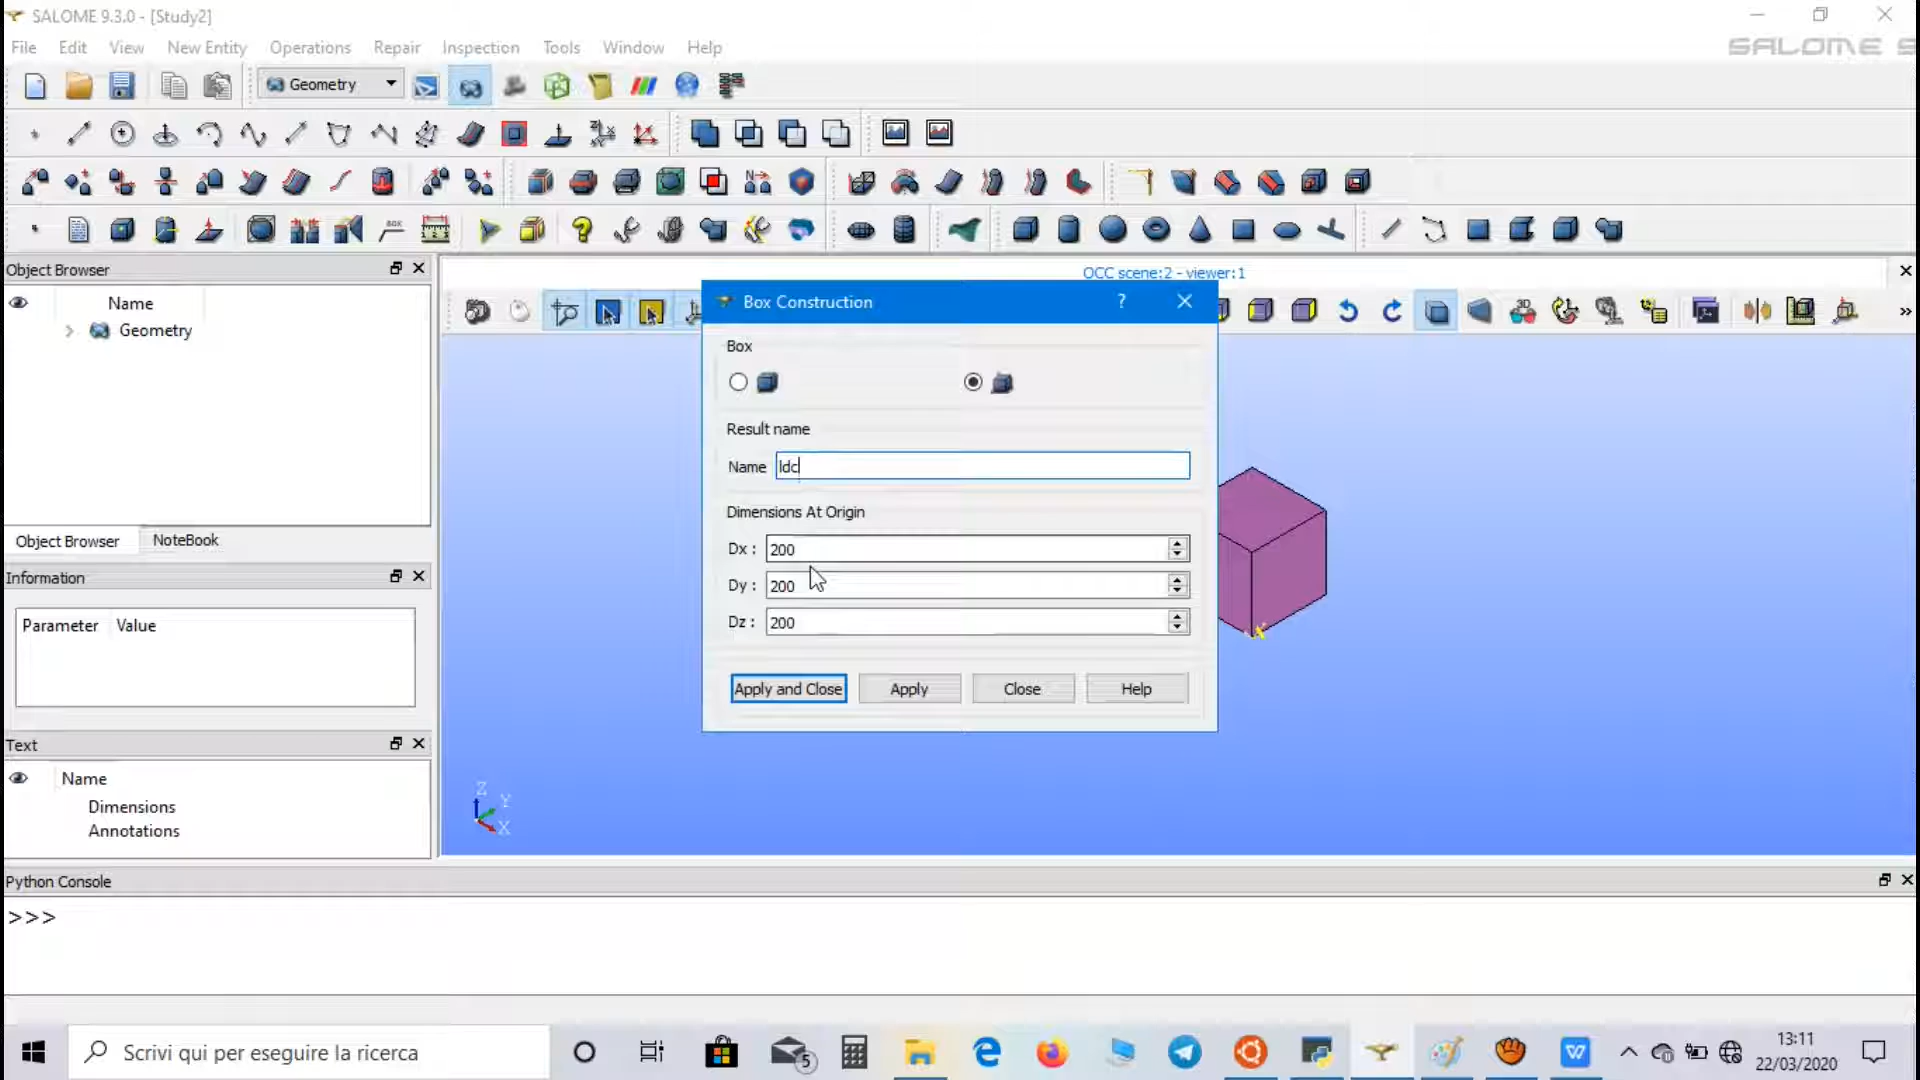 SALOME 9.3.0 - [Study2]
File Edit View New Entity Operations Repair Inspection Tools Window Help
SALOME 9
Geometry
Object Browser
OCC scene:2 - viewer:1
Name
Geometry
Box Construction
?
Box
Result name
Name ldc
Dimensions At Origin
Dx : 200
Dy : 200
Dz : 200
Apply and Close Apply Close Help
Object Browser NoteBook
Information
Parameter Value
Text
Name
Dimensions
Annotations
Z
Y
X
Python Console
>>>
Scrivi qui per eseguire la ricerca
5
13:11
22/03/2020